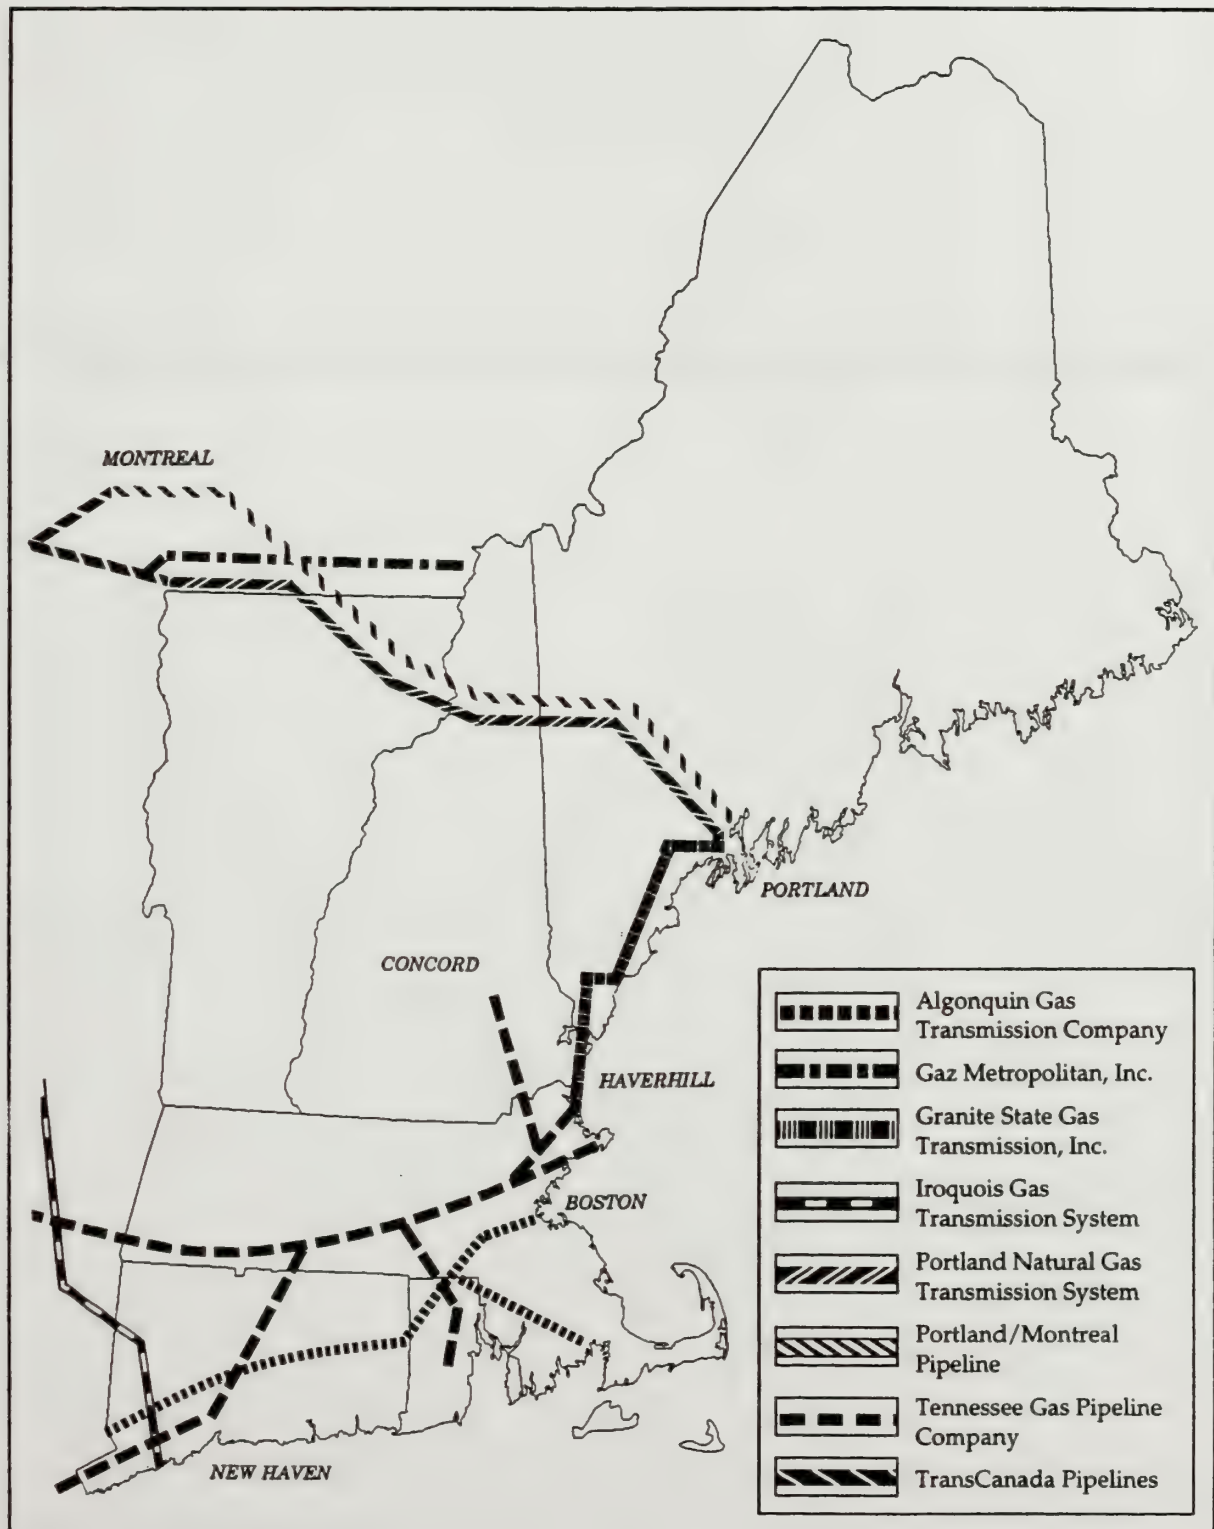 MONTREAL
PORTLAND
CONCORD
HAVERHILL
BOSTON
NEW HAVEN
Algonquin Gas
Transmission Company
Gaz Metropolitan, Inc.
Granite State Gas
Transmission, Inc.
Iroquois Gas
Transmission System
Portland Natural Gas
Transmission System
Portland/Montreal
Pipeline
Tennessee Gas Pipeline
Company
TransCanada Pipelines